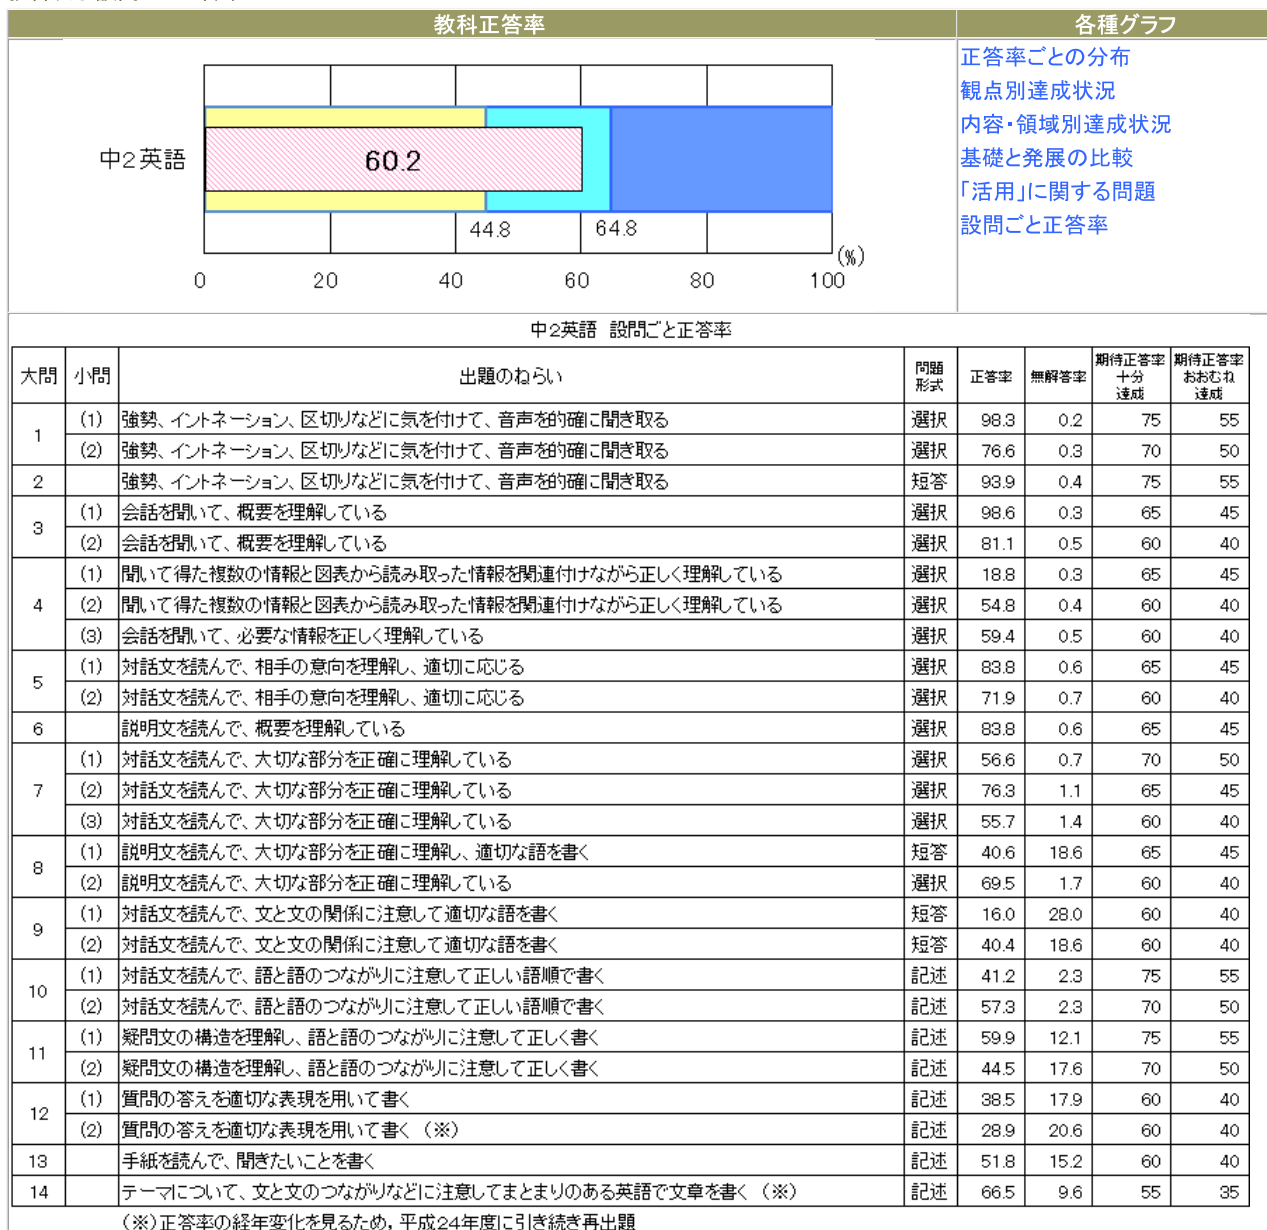 教科正答率 各種グラフ
正答率ごとの分布
観点別達成状況
内容・領域別達成状況
基礎と発展の比較
「活用」に関する問題
設問ごと正答率
中2英語 60.2
44.8 64.8
(%)
0 20 40 60 80 100
中2英語 設問ごと正答率
大問 小問 出題のねらい 問題形式 正答率 無解答率 期待正答率十分達成 期待正答率おおむね達成
1 (1) 強勢、イントネーション、区切りなどに気を付けて、音声を的確に聞き取る 選択 98.3 0.2 75 55
(2) 強勢、イントネーション、区切りなどに気を付けて、音声を的確に聞き取る 選択 76.6 0.3 70 50
2 強勢、イントネーション、区切りなどに気を付けて、音声を的確に聞き取る 短答 93.9 0.4 75 55
3 (1) 会話を聞いて、概要を理解している 選択 98.6 0.3 65 45
(2) 会話を聞いて、概要を理解している 選択 81.1 0.5 60 40
4 (1) 聞いて得た複数の情報と図表から読み取った情報を関連付けながら正しく理解している 選択 18.8 0.3 65 45
(2) 聞いて得た複数の情報と図表から読み取った情報を関連付けながら正しく理解している 選択 54.8 0.4 60 40
(3) 会話を聞いて、必要な情報を正しく理解している 選択 59.4 0.5 60 40
5 (1) 対話文を読んで、相手の意向を理解し、適切に応じる 選択 83.8 0.6 65 45
(2) 対話文を読んで、相手の意向を理解し、適切に応じる 選択 71.9 0.7 60 40
6 説明文を読んで、概要を理解している 選択 83.8 0.6 65 45
7 (1) 対話文を読んで、大切な部分を正確に理解している 選択 56.6 0.7 70 50
(2) 対話文を読んで、大切な部分を正確に理解している 選択 76.3 1.1 65 45
(3) 対話文を読んで、大切な部分を正確に理解している 選択 55.7 1.4 60 40
8 (1) 説明文を読んで、大切な部分を正確に理解し、適切な語を書く 短答 40.6 18.6 65 45
(2) 説明文を読んで、大切な部分を正確に理解している 選択 69.5 1.7 60 40
9 (1) 対話文を読んで、文と文の関係に注意して適切な語を書く 短答 16.0 28.0 60 40
(2) 対話文を読んで、文と文の関係に注意して適切な語を書く 短答 40.4 18.6 60 40
10 (1) 対話文を読んで、語と語のつながりに注意して正しい語順で書く 記述 41.2 2.3 75 55
(2) 対話文を読んで、語と語のつながりに注意して正しい語順で書く 記述 57.3 2.3 70 50
11 (1) 疑問文の構造を理解し、語と語のつながりに注意して正しく書く 記述 59.9 12.1 75 55
(2) 疑問文の構造を理解し、語と語のつながりに注意して正しく書く 記述 44.5 17.6 70 50
12 (1) 質問の答えを適切な表現を用いて書く 記述 38.5 17.9 60 40
(2) 質問の答えを適切な表現を用いて書く (※) 記述 28.9 20.6 60 40
13 手紙を読んで、聞きたいことを書く 記述 51.8 15.2 60 40
14 テーマについて、文と文のつながりなどに注意してまとまりのある英語で文章を書く (※) 記述 66.5 9.6 55 35
(※)正答率の経年変化を見るため,平成24年度に引き続き再出題